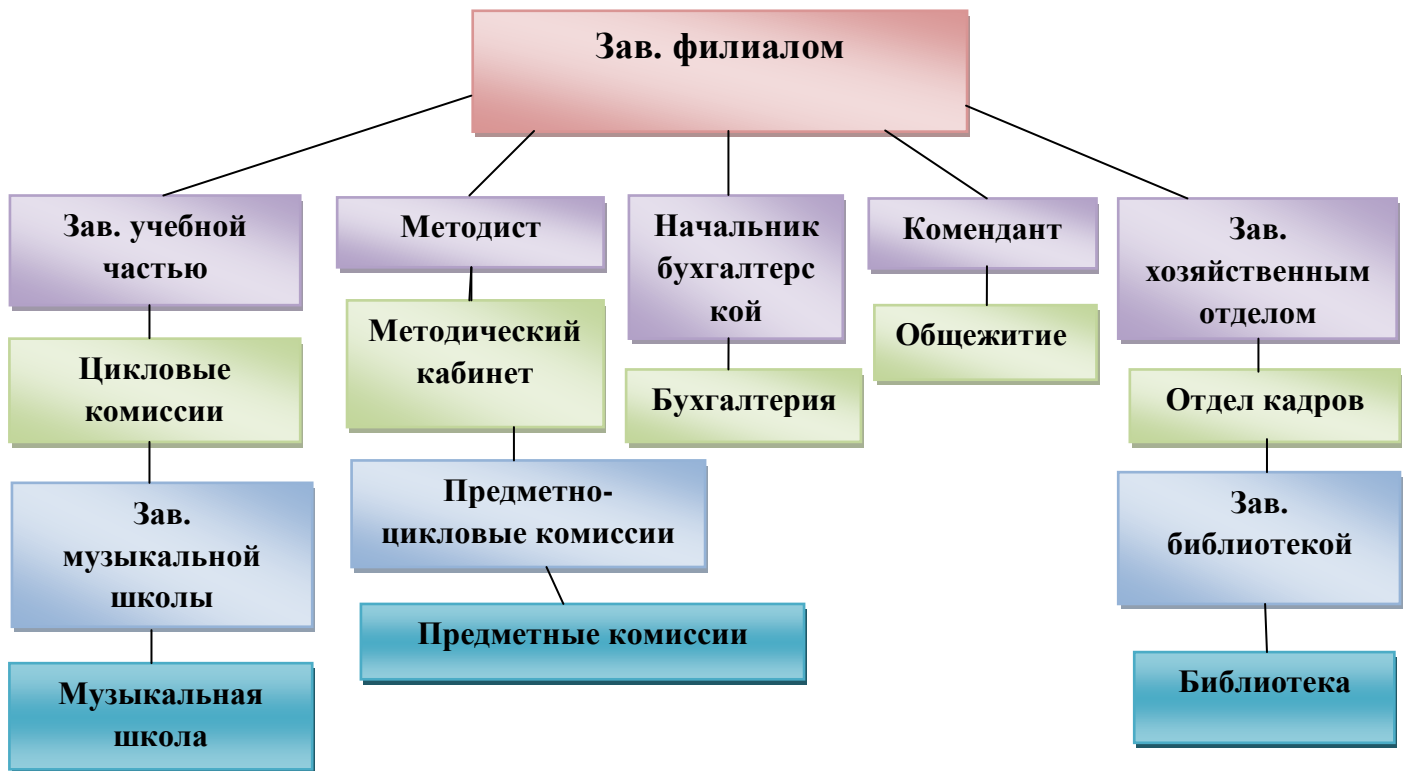 Зав. филиалом
Зав. учебной
частью
Методист
Начальник
бухгалтерс
кой
Комендант
Зав.
хозяйственным
отделом
Цикловые
комиссии
Методический
кабинет
Бухгалтерия
Общежитие
Отдел кадров
Зав.
музыкальной
школы
Предметно-
цикловые комиссии
Зав.
библиотекой
Музыкальная
школа
Предметные комиссии
Библиотека